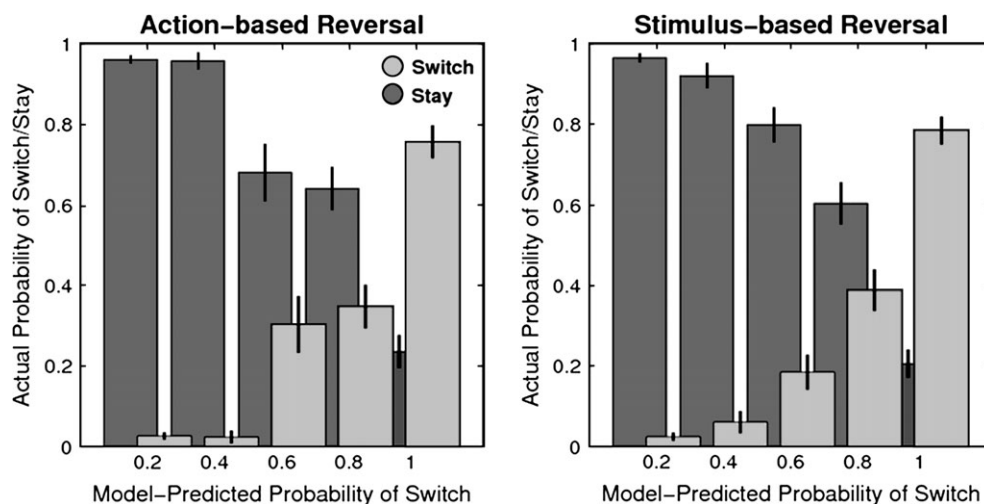 Action-based Reversal
Actual Probability of Switch/Stay
1
0.8
0.6
0.4
0.2
0
Switch
Stay
0.2 0.4 0.6 0.8 1
Model-Predicted Probability of Switch
Stimulus-based Reversal
Actual Probability of Switch/Stay
1
0.8
0.6
0.4
0.2
0
0.2 0.4 0.6 0.8 1
Model-Predicted Probability of Switch